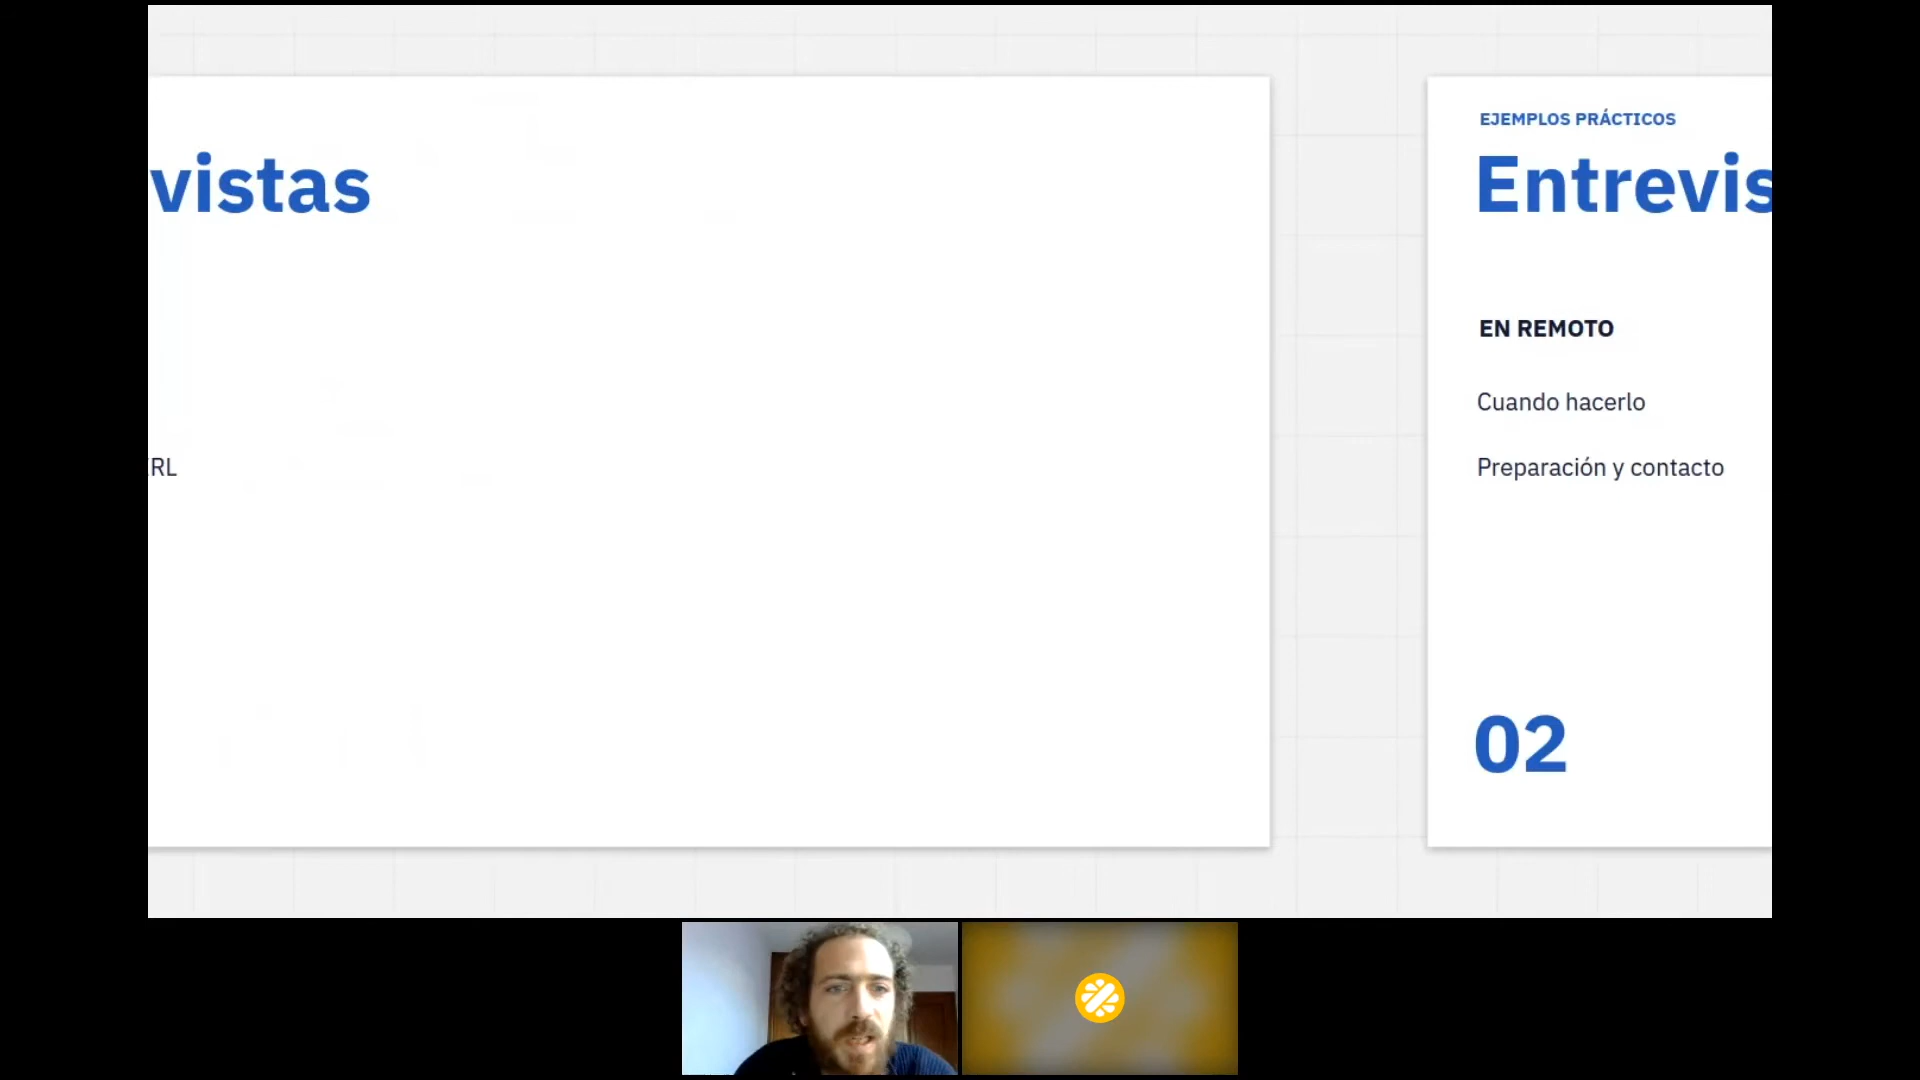 vistas
RL
EJEMPLOS PRÁCTICOS
Entrevis
EN REMOTO
Cuando hacerlo
Preparación y contacto
02